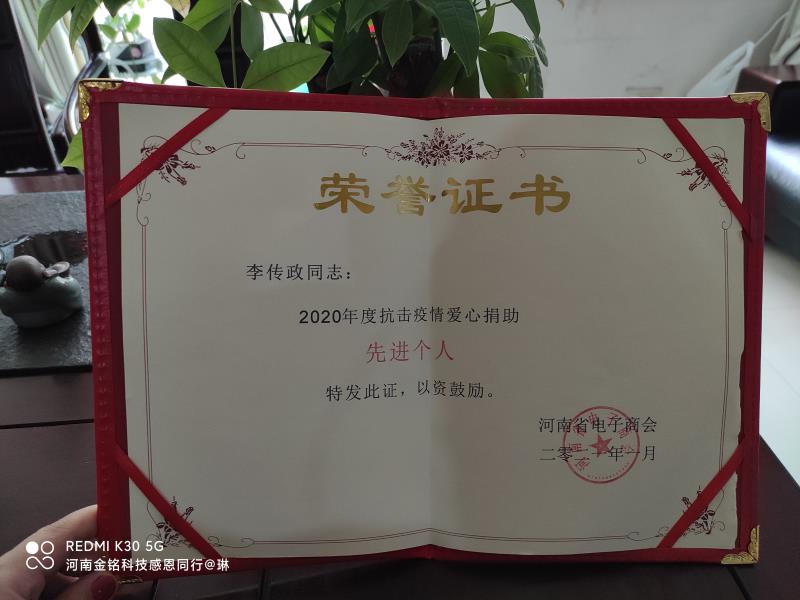 荣誉证书
李传政同志：
2020年度抗击疫情爱心捐助
先进个人
特发此证，以资鼓励。
河南省电子商会
二零二一年一月
REDMI K30 5G
河南金铭科技感恩同行@琳